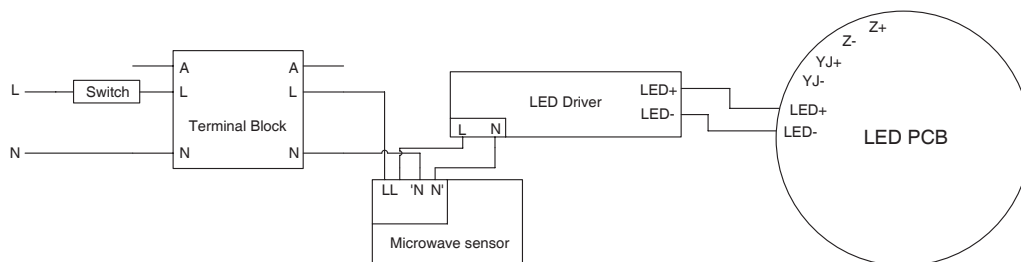 Z+
Z-
YJ+
YJ-
A A
L Switch L L
LED+
LED Driver
LED+
LED-
Terminal Block
L N
LED-
LED PCB
N N N
LL 'N N'
Microwave sensor